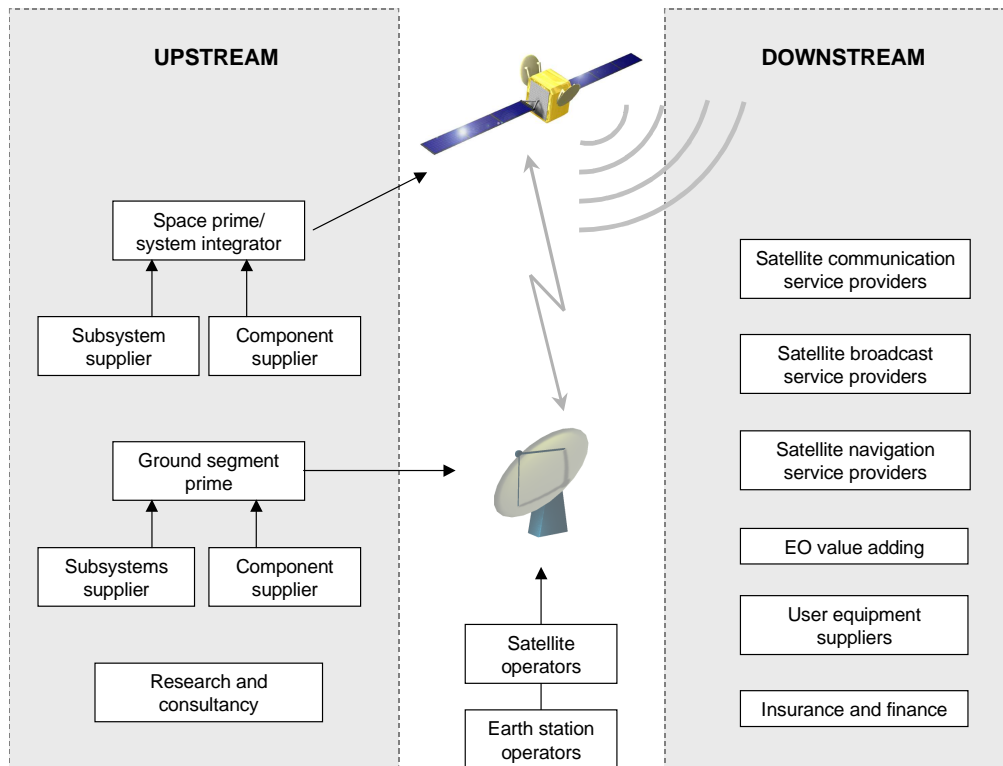 UPSTREAM
Space prime/
system integrator
Subsystem
supplier
Component
supplier
Ground segment
prime
Subsystems
supplier
Component
supplier
Research and
consultancy
Satellite
operators
Earth station
operators
DOWNSTREAM
Satellite communication
service providers
Satellite broadcast
service providers
Satellite navigation
service providers
EO value adding
User equipment
suppliers
Insurance and finance